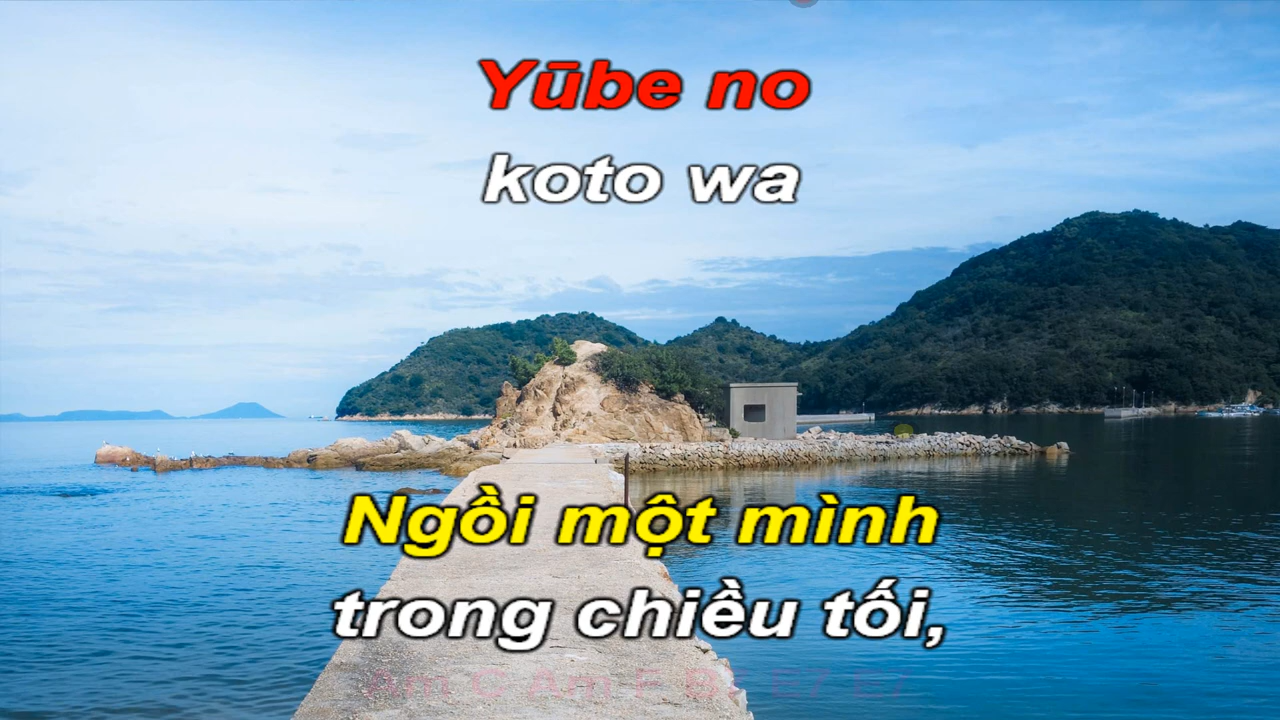 Yūbe no
koto wa
Ngồi một mình
trong chiều tối,